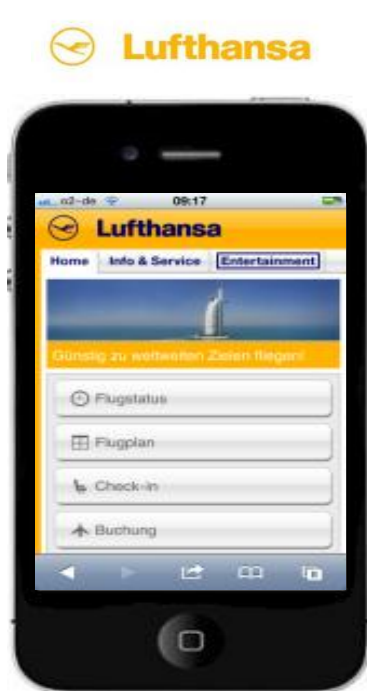 Lufthansa
o2-de 09:17
Lufthansa
Home Info & Service Entertainment
Günstig zu weltweiten Zielen fliegen!
Flugstatus
Flugplan
Check-in
Buchung